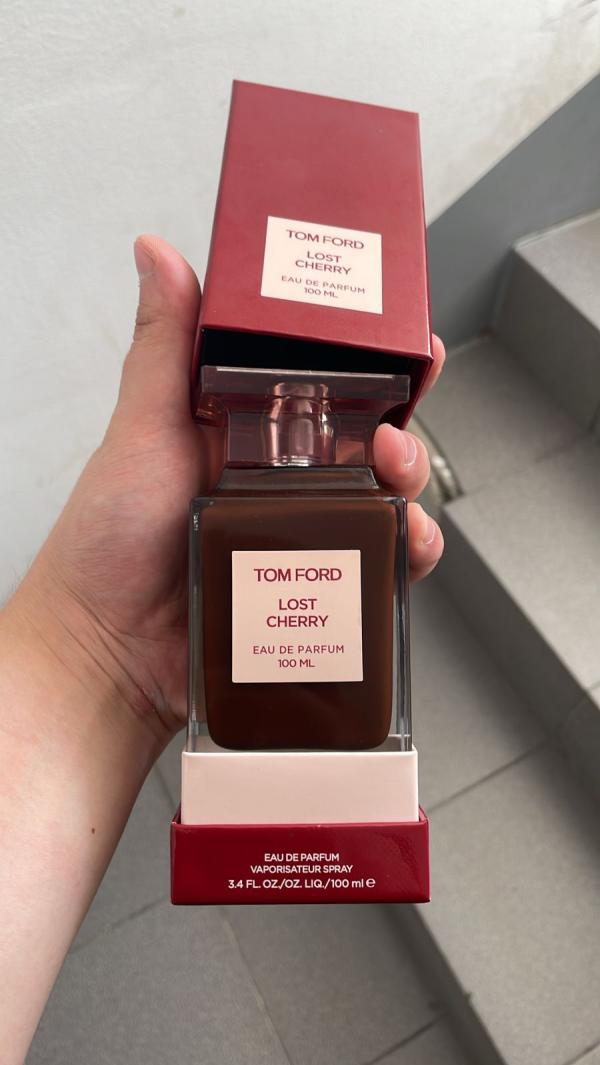 TOM FORD
LOST
CHERRY
EAU DE PARFUM
100 ML
TOM FORD
LOST
CHERRY
EAU DE PARFUM
100 ML
EAU DE PARFUM
VAPORISATEUR SPRAY
3.4 FL. OZ./OZ. LIQ./100 ml ℮